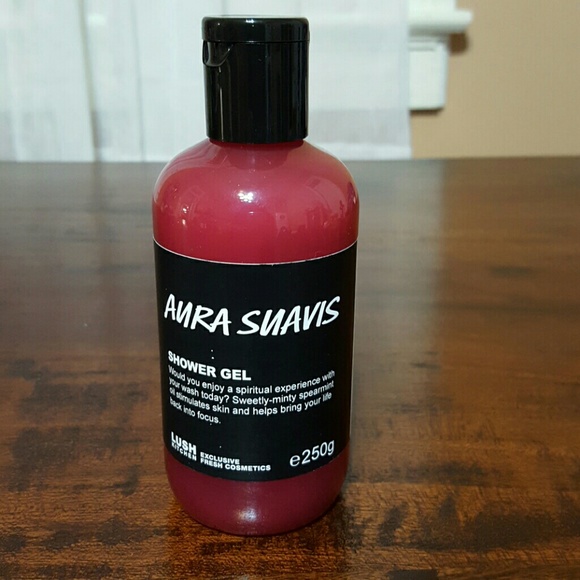 AURA SUAVIS
SHOWER GEL
Would you enjoy a spiritual experience with
your wash today? Sweetly-minty spearmint
oil stimulates skin and helps bring your life
back into focus.
LUSH
KITCHEN EXCLUSIVE
FRESH COSMETICS
℮250g